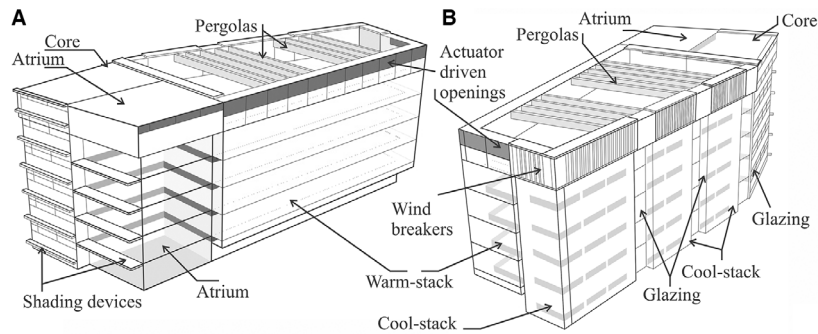 A
Pergolas
Core
Atrium
Actuator
driven
openings
Shading devices
Atrium
Warm-stack
B
Atrium
Core
Pergolas
Wind
breakers
Glazing
Cool-stack
Glazing
Cool-stack